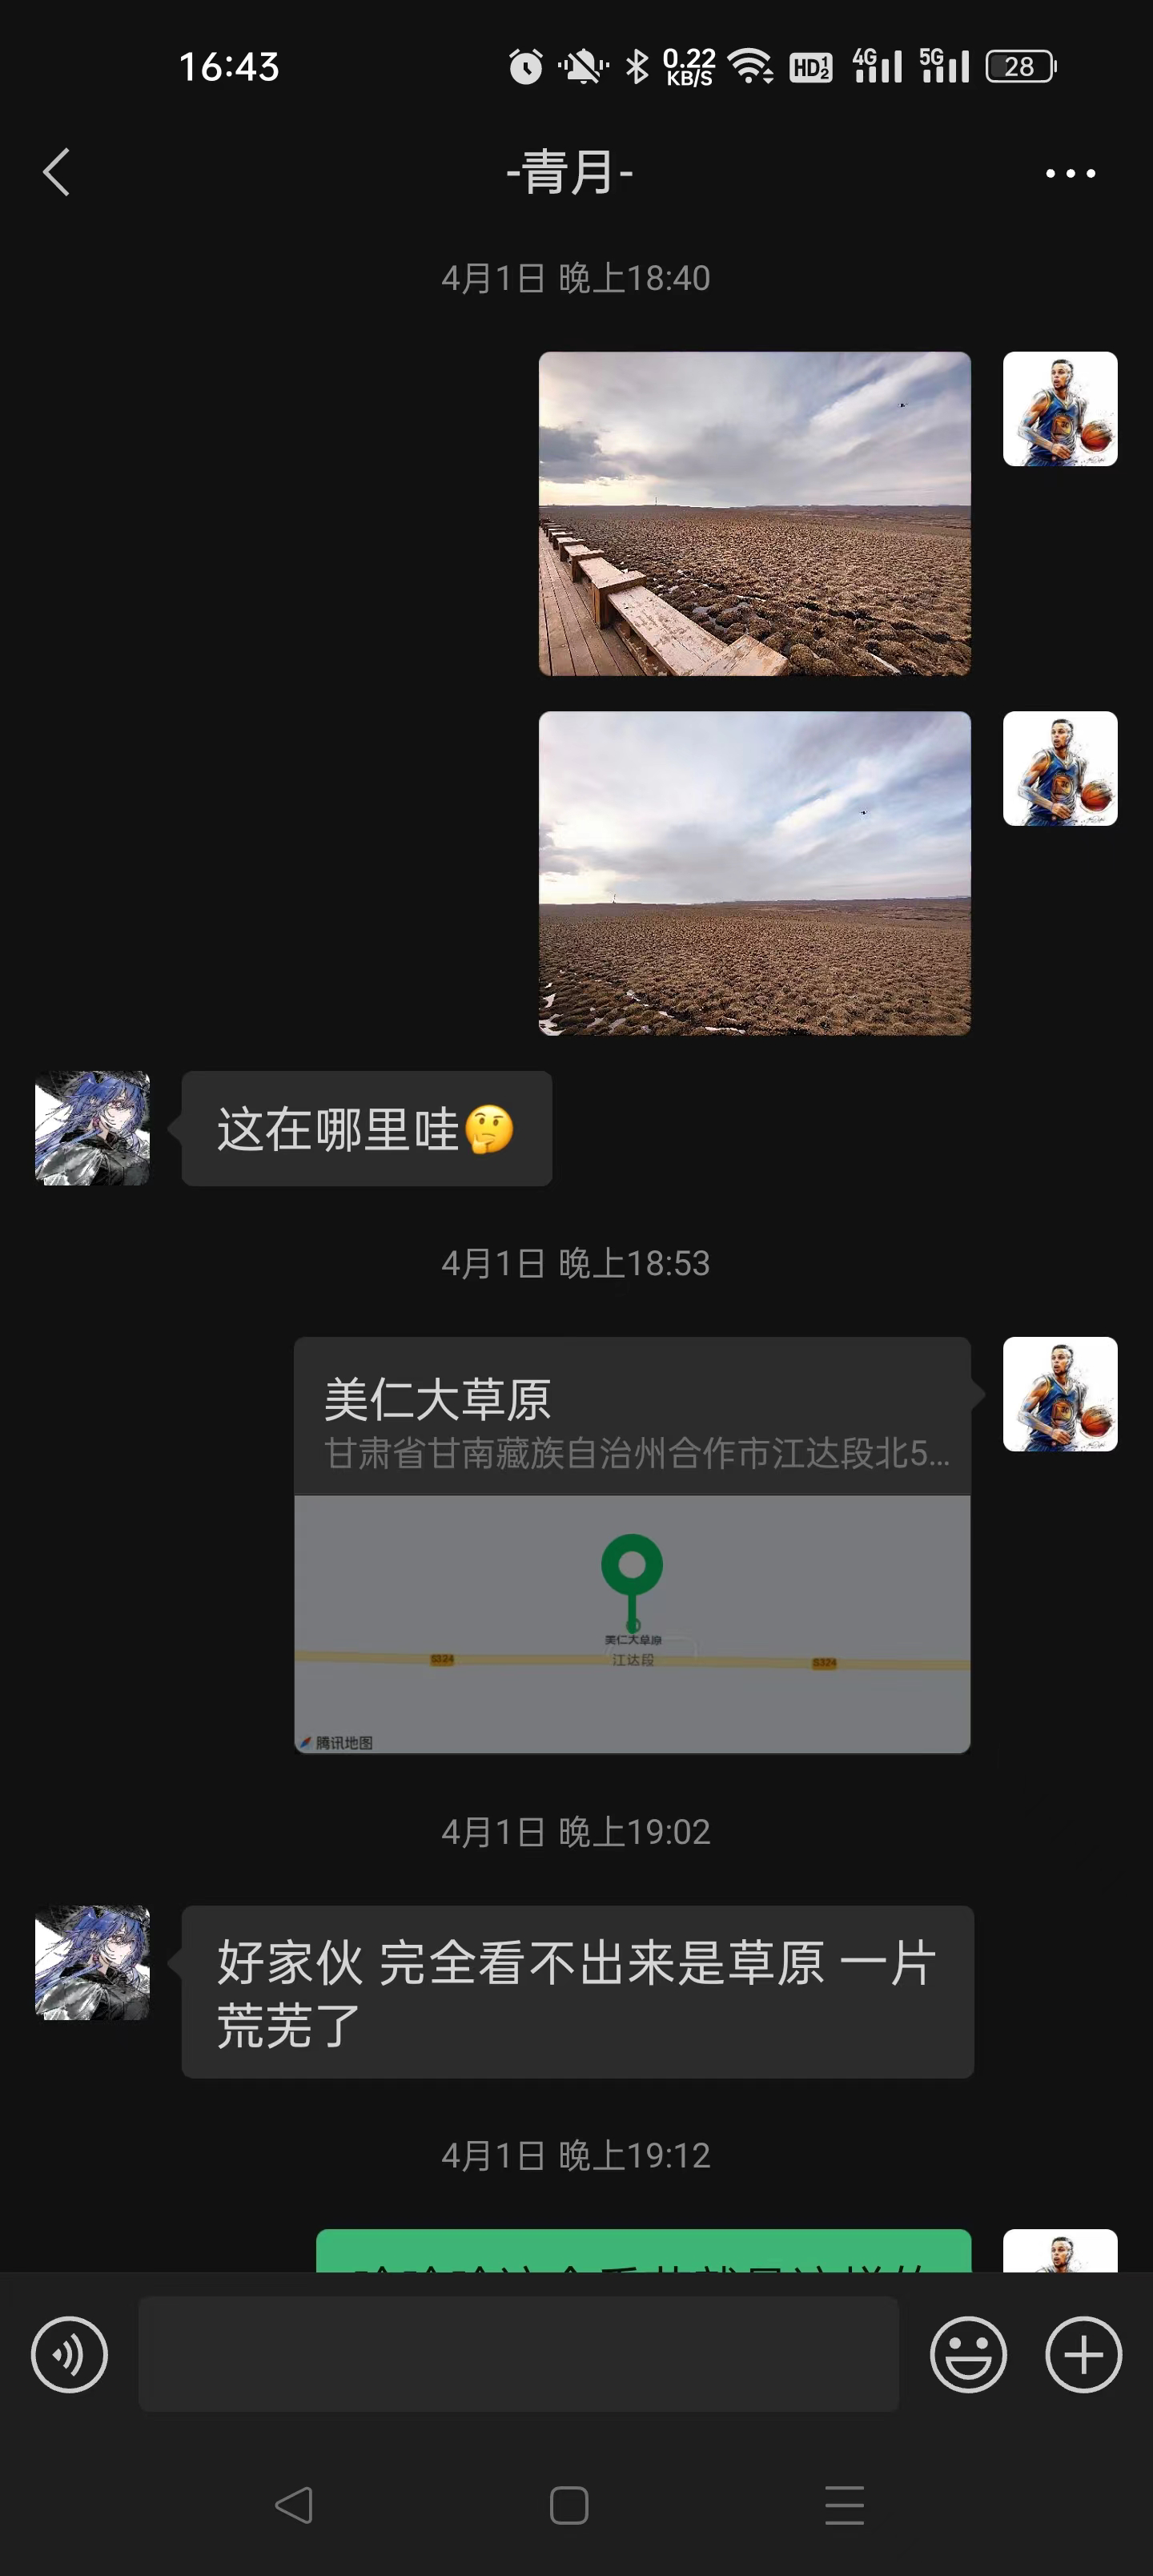 16:43
0.22
KB/S
HD
4G
5G
28
-青月-
4月1日 晚上18:40
这在哪里哇
4月1日 晚上18:53
美仁大草原
甘肃省甘南藏族自治州合作市江达段北5...
美仁大草原
S324
江达段
S324
腾讯地图
4月1日 晚上19:02
好家伙 完全看不出来是草原 一片
荒芜了
4月1日 晚上19:12